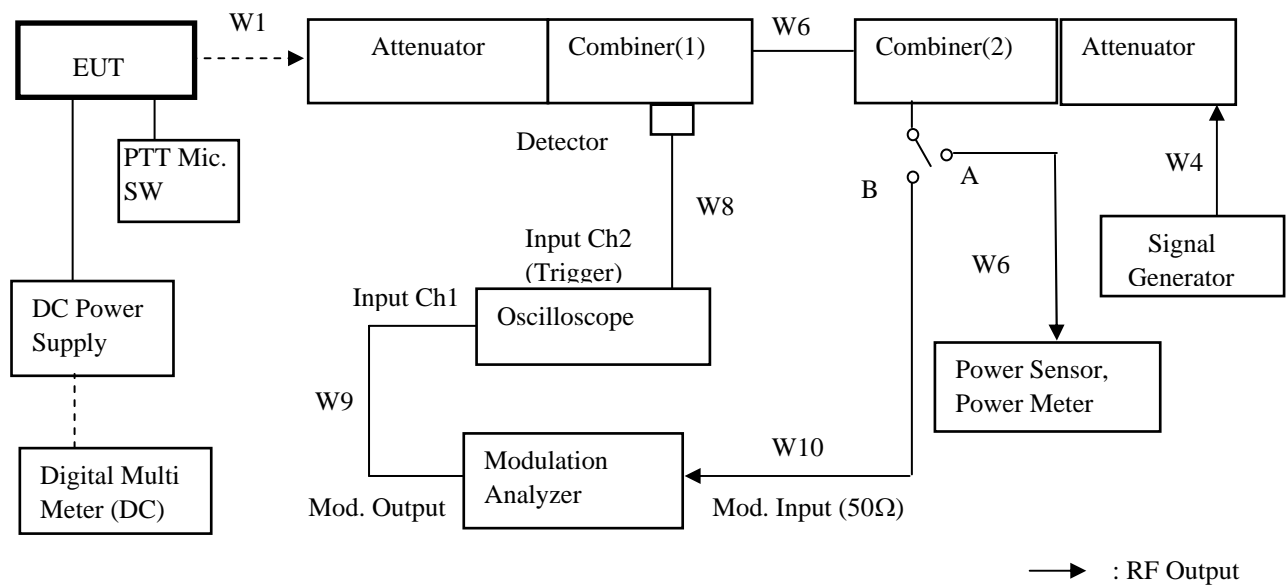 W1
W6
EUT
Attenuator
Combiner(1)
Combiner(2)
Attenuator
Detector
PTT Mic.
SW
B
A
W4
W8
Input Ch2
(Trigger)
Signal
Generator
W6
Input Ch1
DC Power
Supply
Oscilloscope
Power Sensor,
Power Meter
W9
W10
Digital Multi
Meter (DC)
Modulation
Analyzer
Mod. Output
Mod. Input (50Ω)
: RF Output